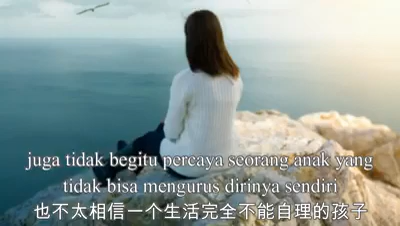 juga tidak begitu percaya seorang anak yang
tidak bisa mengurus dirinya sendiri
也不太相信一个生活完全不能自理的孩子